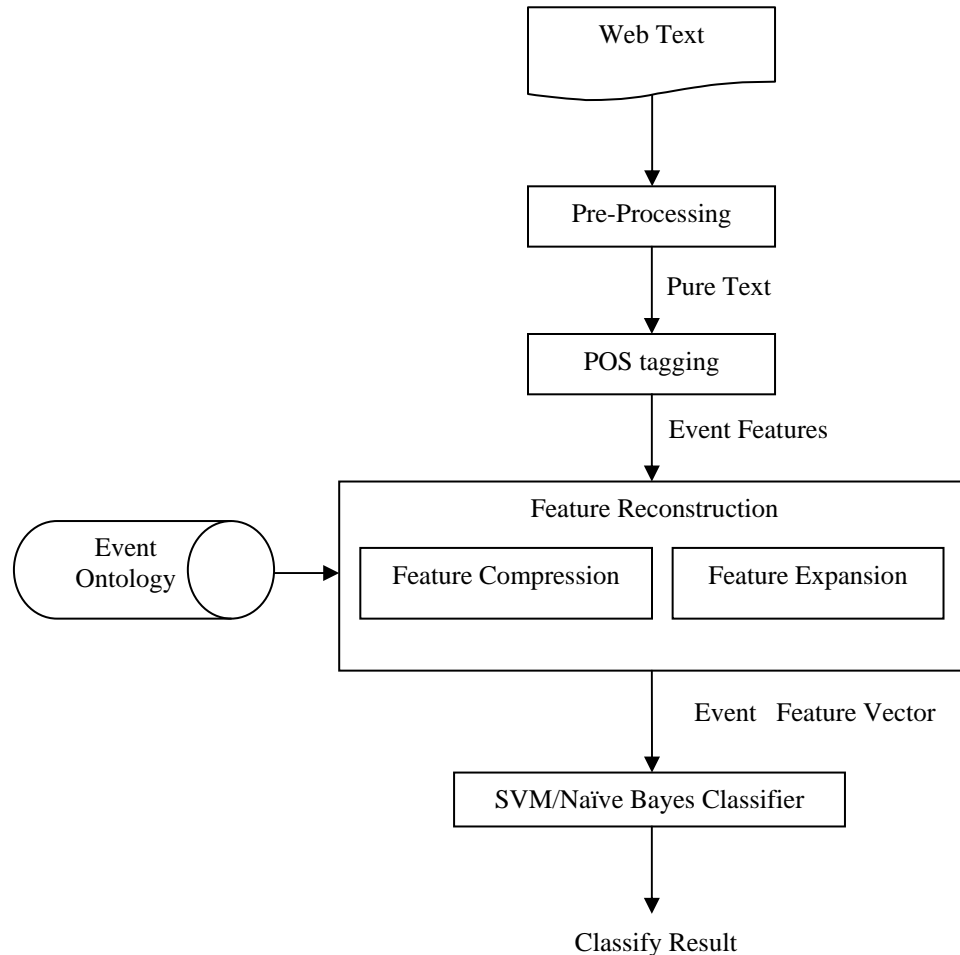 Web Text
Pre-Processing
Pure Text
POS tagging
Event Features
Feature Reconstruction
Event
Ontology
Feature Compression
Feature Expansion
Event Feature Vector
SVM/Naïve Bayes Classifier
Classify Result